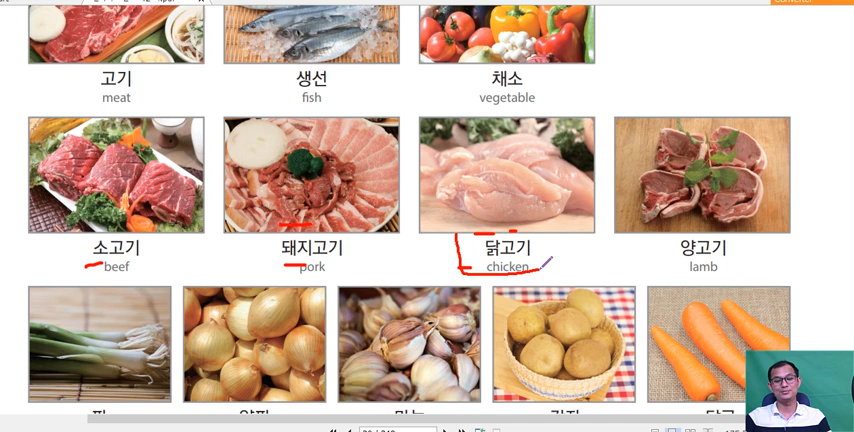 Converter
고기 생선 채소
meat fish vegetable
소고기 돼지고기 닭고기 양고기
beef pork chicken lamb